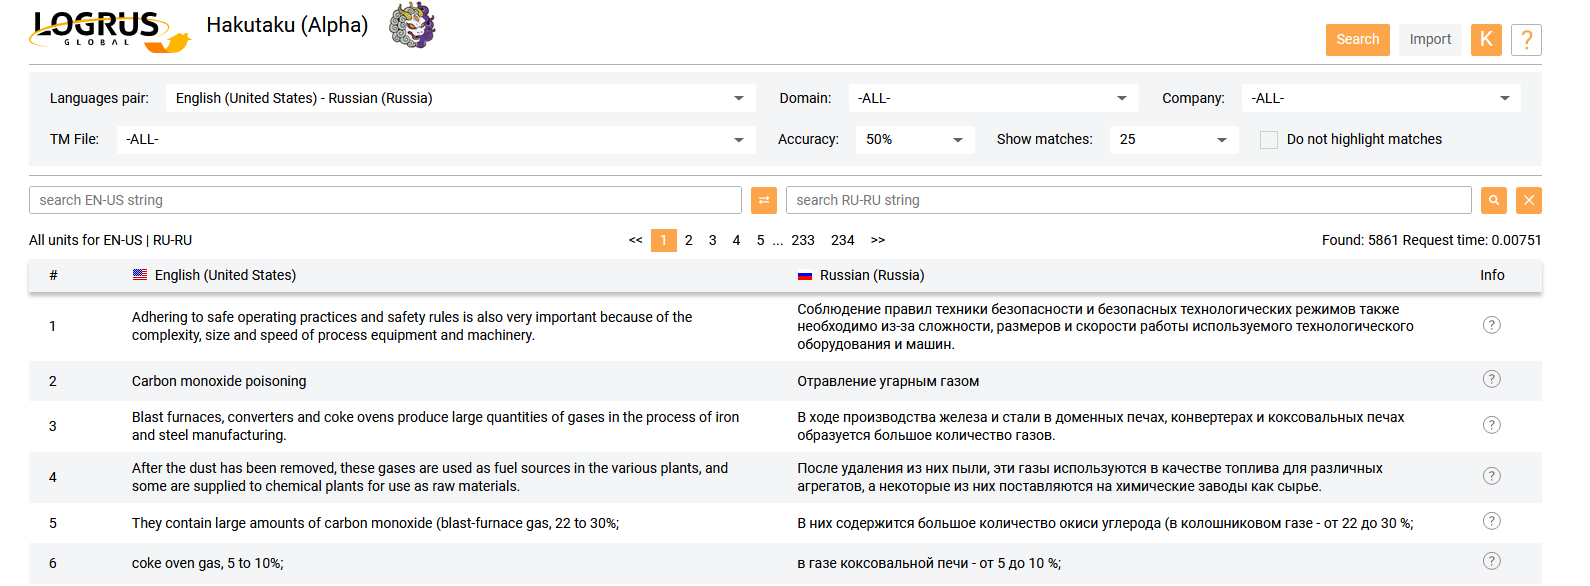 LOGRUS
GLOBAL
Hakutaku (Alpha)
Search
Import
K
?
Languages pair:
English (United States) - Russian (Russia)
Domain:
-ALL-
Company:
-ALL-
TM File:
-ALL-
Accuracy:
50%
Show matches:
25
Do not highlight matches
search EN-US string
search RU-RU string
All units for EN-US | RU-RU
<< 1 2 3 4 5 ... 233 234 >>
Found: 5861 Request time: 0.00751
#
English (United States)
Russian (Russia)
Info
1
Adhering to safe operating practices and safety rules is also very important because of the
complexity, size and speed of process equipment and machinery.
Соблюдение правил техники безопасности и безопасных технологических режимов также
необходимо из-за сложности, размеров и скорости работы используемого технологического
оборудования и машин.
?
2
Carbon monoxide poisoning
Отравление угарным газом
?
3
Blast furnaces, converters and coke ovens produce large quantities of gases in the process of iron
and steel manufacturing.
В ходе производства железа и стали в доменных печах, конвертерах и коксовальных печах
образуется большое количество газов.
?
4
After the dust has been removed, these gases are used as fuel sources in the various plants, and
some are supplied to chemical plants for use as raw materials.
После удаления из них пыли, эти газы используются в качестве топлива для различных
агрегатов, а некоторые из них поставляются на химические заводы как сырье.
?
5
They contain large amounts of carbon monoxide (blast-furnace gas, 22 to 30%;
В них содержится большое количество окиси углерода (в колошниковом газе - от 22 до 30 %;
?
6
coke oven gas, 5 to 10%;
в газе коксовальной печи - от 5 до 10 %;
?